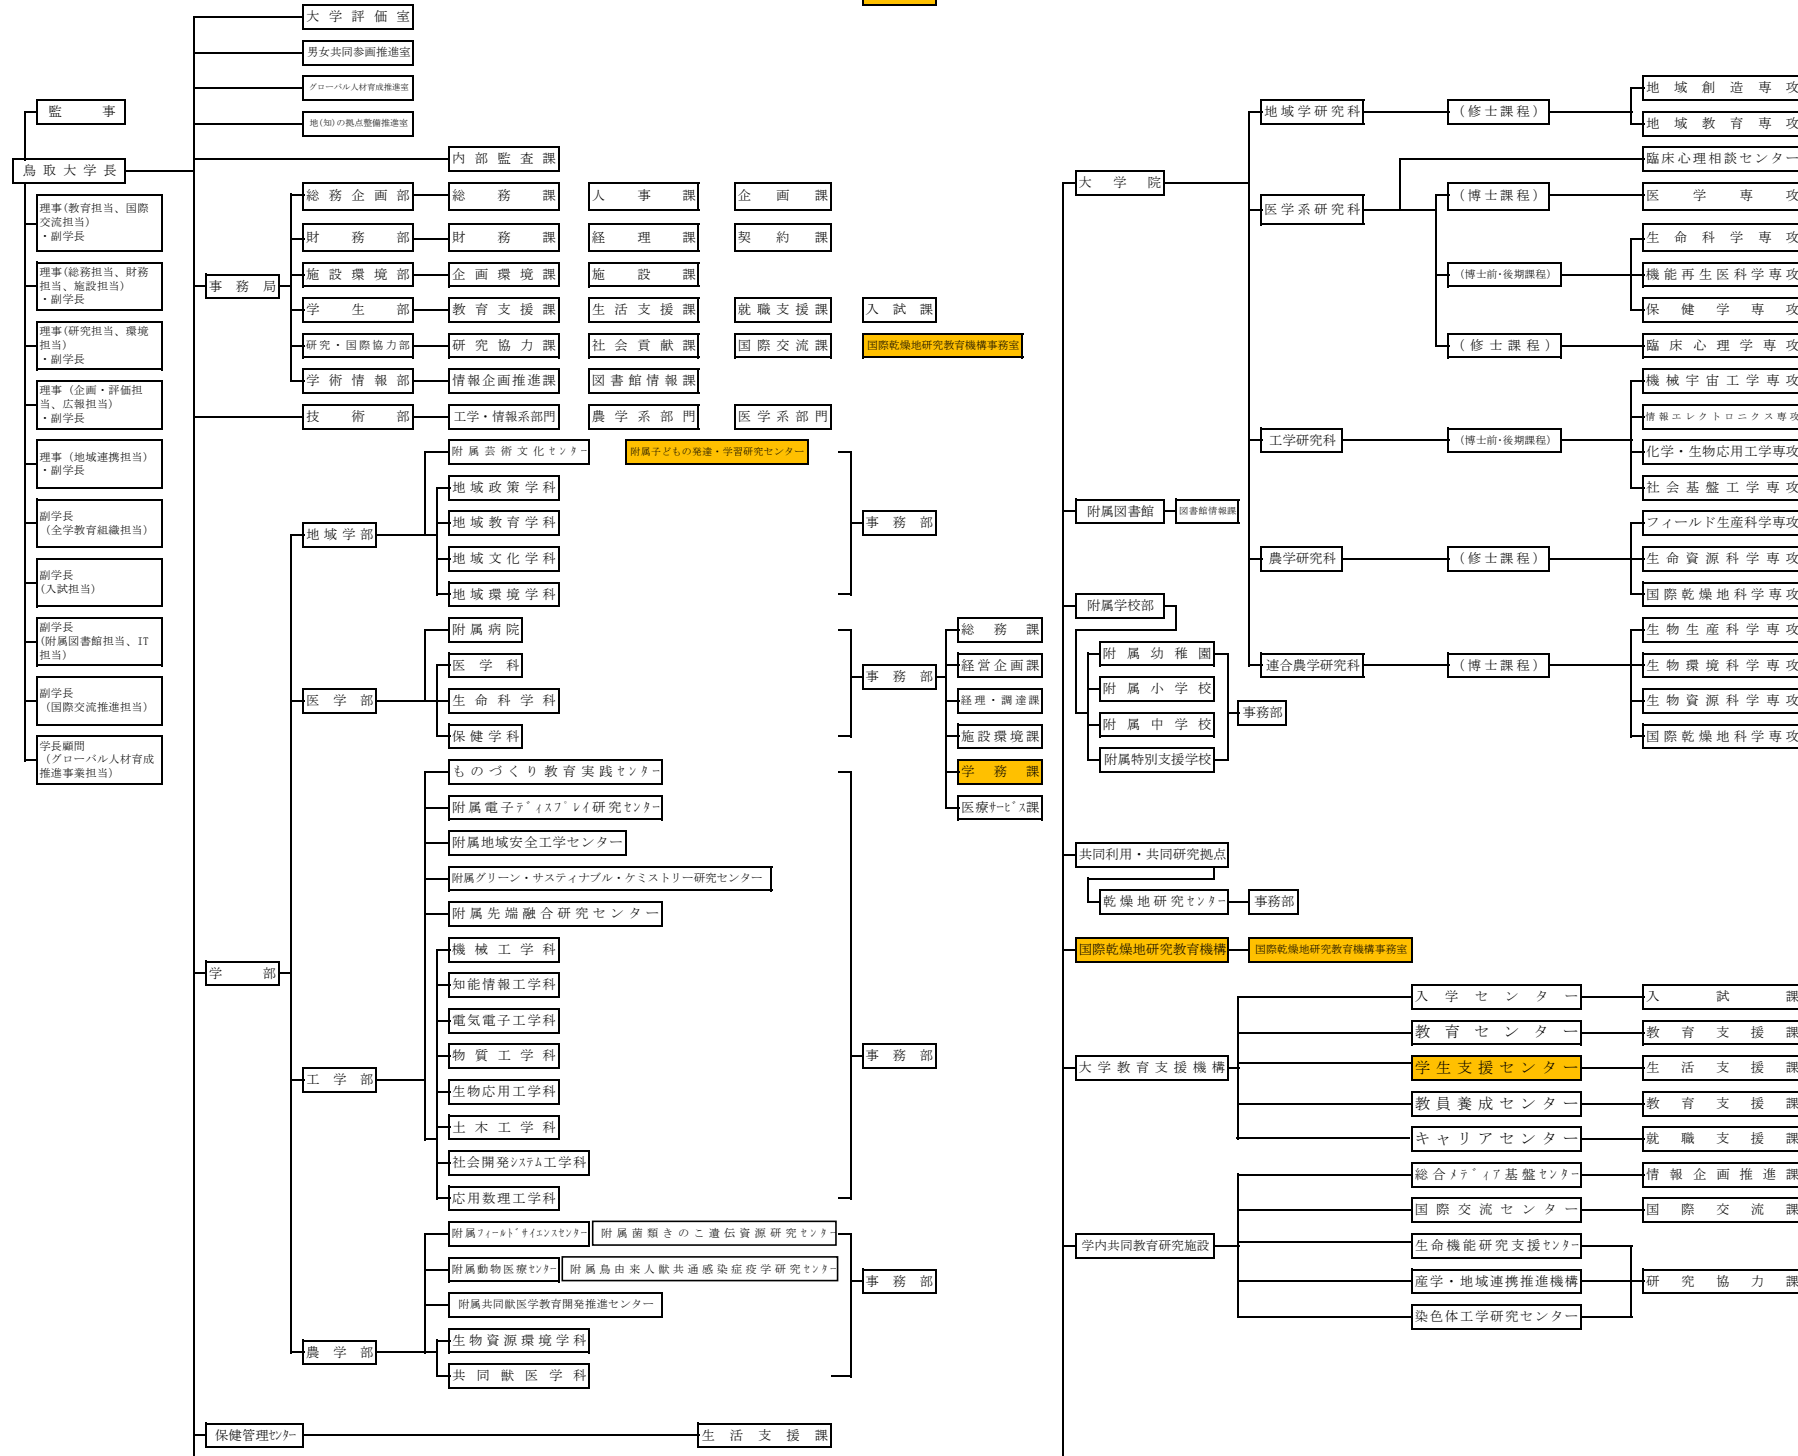 大学評価室
男女共同参画推進室
グローバル人材育成推進室
地(知)の拠点整備推進室
監事
鳥取大学長
理事(教育担当、国際
交流担当)
・副学長
理事(総務担当、財務
担当、施設担当)
・副学長
理事(研究担当、環境
担当)
・副学長
理事（企画・評価担
当、広報担当)
・副学長
理事（地域連携担当)
・副学長
副学長
（全学教育組織担当）
副学長
(入試担当)
副学長
(附属図書館担当、IT
担当)
副学長
（国際交流推進担当）
学長顧問
（グローバル人材育成
推進事業担当）
内部監査課
事務局
総務企画部 総務課 人事課 企画課
財務部 財務課 経理課 契約課
施設環境部 企画環境課 施設課
学生部 教育支援課 生活支援課 就職支援課 入試課
研究・国際協力部 研究協力課 社会貢献課 国際交流課 国際乾燥地研究教育機構事務室
学術情報部 情報企画推進課 図書館情報課
技術部 工学・情報系部門 農学系部門 医学系部門
学部
地域学部
附属芸術文化センター 附属子どもの発達・学習研究センター
地域政策学科
地域教育学科
地域文化学科
地域環境学科
事務部
医学部
附属病院
医学科
生命科学科
保健学科
事務部
総務課
経営企画課
経理・調達課
施設環境課
学務課
医療サービス課
工学部
ものづくり教育実践センター
附属電子ディスプレイ研究センター
附属地域安全工学センター
附属グリーン・サスティナブル・ケミストリー研究センター
附属先端融合研究センター
機械工学科
知能情報工学科
電気電子工学科
物質工学科
生物応用工学科
土木工学科
社会開発システム工学科
応用数理工学科
事務部
農学部
附属フィールドサイエンスセンター 附属菌類きのこ遺伝資源研究センター
附属動物医療センター 附属鳥由来人獣共通感染症疫学研究センター
附属共同獣医学教育開発推進センター
生物資源環境学科
共同獣医学科
事務部
保健管理センター 生活支援課
大学院
地域学研究科 （修士課程）
地域創造専攻
地域教育専攻
医学系研究科
臨床心理相談センター
（博士課程） 医学専攻
（博士前・後期課程）
生命科学専攻
機能再生医科学専攻
保健学専攻
（修士課程） 臨床心理学専攻
工学研究科 （博士前・後期課程）
機械宇宙工学専攻
情報エレクトロニクス専攻
化学・生物応用工学専攻
社会基盤工学専攻
農学研究科 （修士課程）
フィールド生産科学専攻
生命資源科学専攻
国際乾燥地科学専攻
連合農学研究科 （博士課程）
生物生産科学専攻
生物環境科学専攻
生物資源科学専攻
国際乾燥地科学専攻
附属図書館 図書館情報課
附属学校部
附属幼稚園
附属小学校
附属中学校
附属特別支援学校
事務部
共同利用・共同研究拠点
乾燥地研究センター 事務部
国際乾燥地研究教育機構 国際乾燥地研究教育機構事務室
大学教育支援機構
入学センター 入試課
教育センター 教育支援課
学生支援センター 生活支援課
教員養成センター 教育支援課
キャリアセンター 就職支援課
学内共同教育研究施設
総合メディア基盤センター 情報企画推進課
国際交流センター 国際交流課
生命機能研究支援センター
産学・地域連携推進機構
染色体工学研究センター
研究協力課